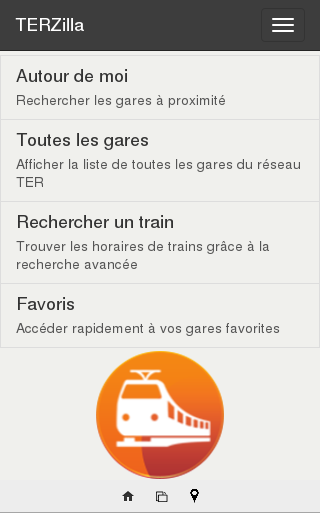 TERZilla
Autour de moi
Rechercher les gares à proximité
Toutes les gares
Afficher la liste de toutes les gares du réseau
TER
Rechercher un train
Trouver les horaires de trains grâce à la
recherche avancée
Favoris
Accéder rapidement à vos gares favorites